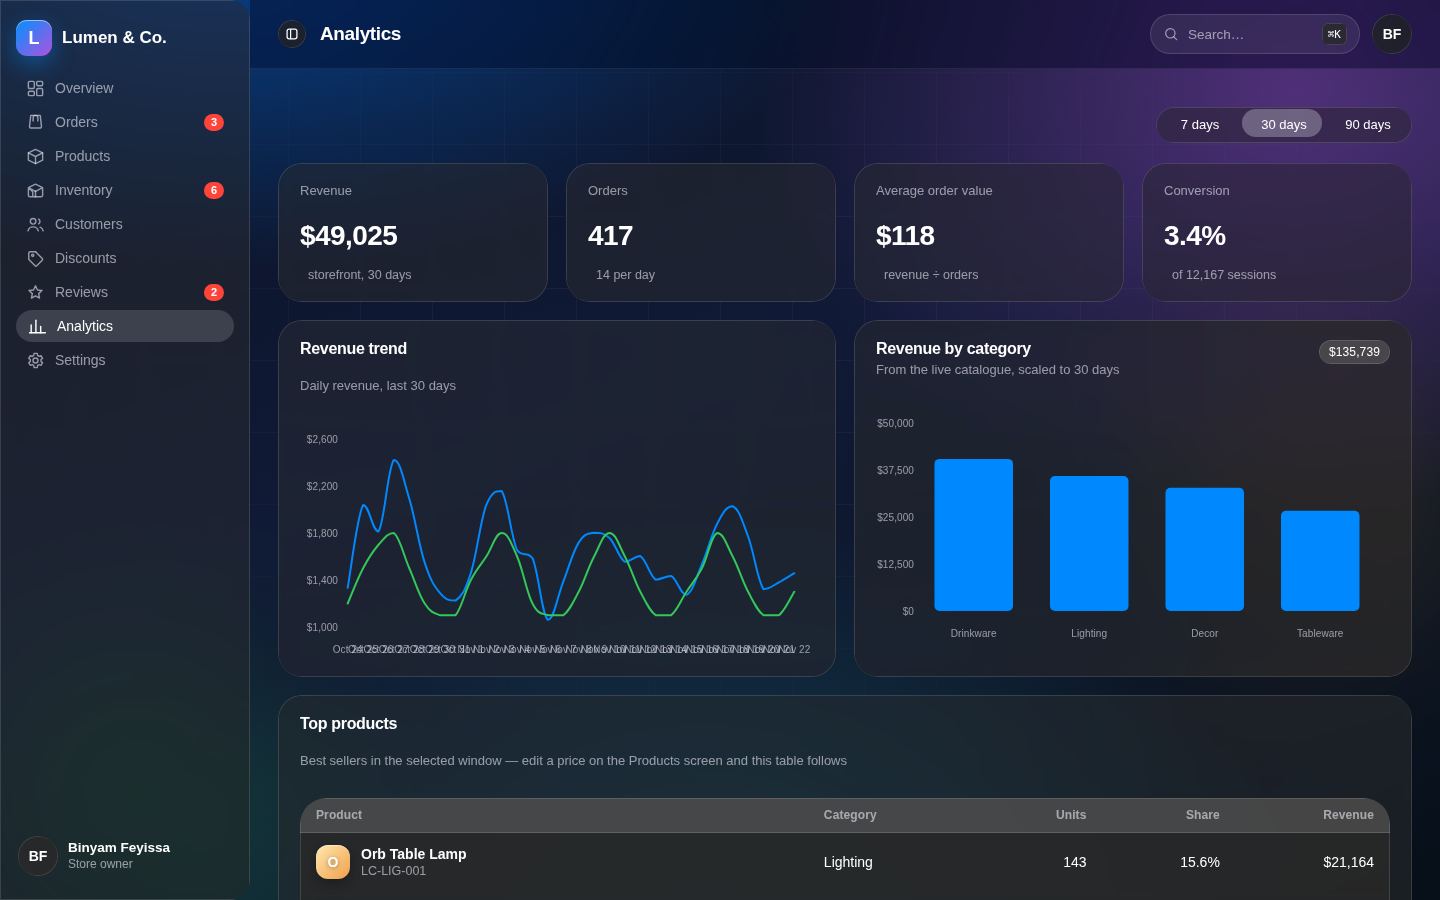 L Lumen & Co.
Overview
Orders 3
Products
Inventory 6
Customers
Discounts
Reviews 2
Analytics
Settings
BF Binyam Feyissa
Store owner
Analytics
Search… ⌘K BF
7 days 30 days 90 days
Revenue
$49,025
storefront, 30 days
Orders
417
14 per day
Average order value
$118
revenue ÷ orders
Conversion
3.4%
of 12,167 sessions
Revenue trend
Daily revenue, last 30 days
$2,600
$2,200
$1,800
$1,400
$1,000
Revenue by category
From the live catalogue, scaled to 30 days
$135,739
$50,000
$37,500
$25,000
$12,500
$0
Drinkware Lighting Decor Tableware
Top products
Best sellers in the selected window — edit a price on the Products screen and this table follows
Product Category Units Share Revenue
O Orb Table Lamp Lighting 143 15.6% $21,164
LC-LIG-001